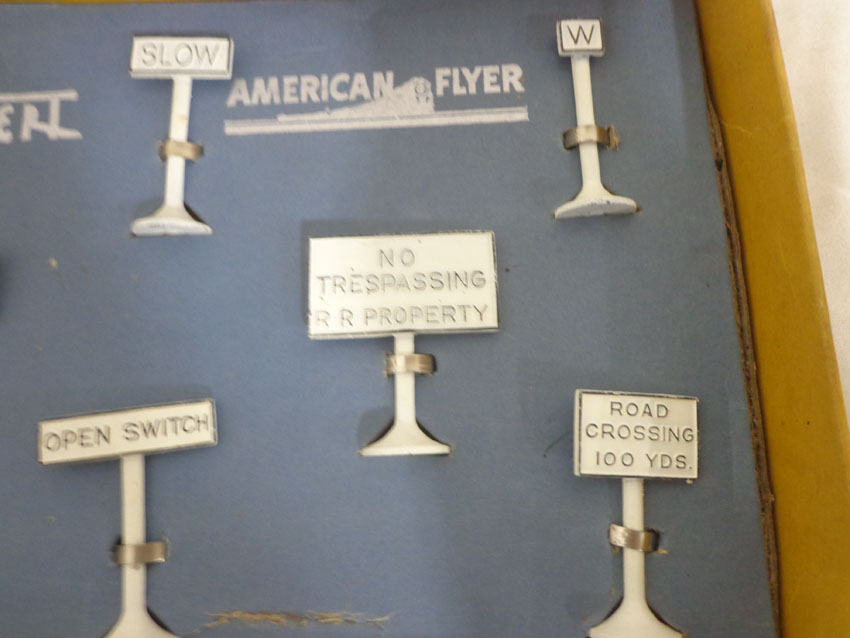 SLOW
W
AMERICAN FLYER
NO
TRESPASSING
R R PROPERTY
OPEN SWITCH
ROAD
CROSSING
100 YDS.